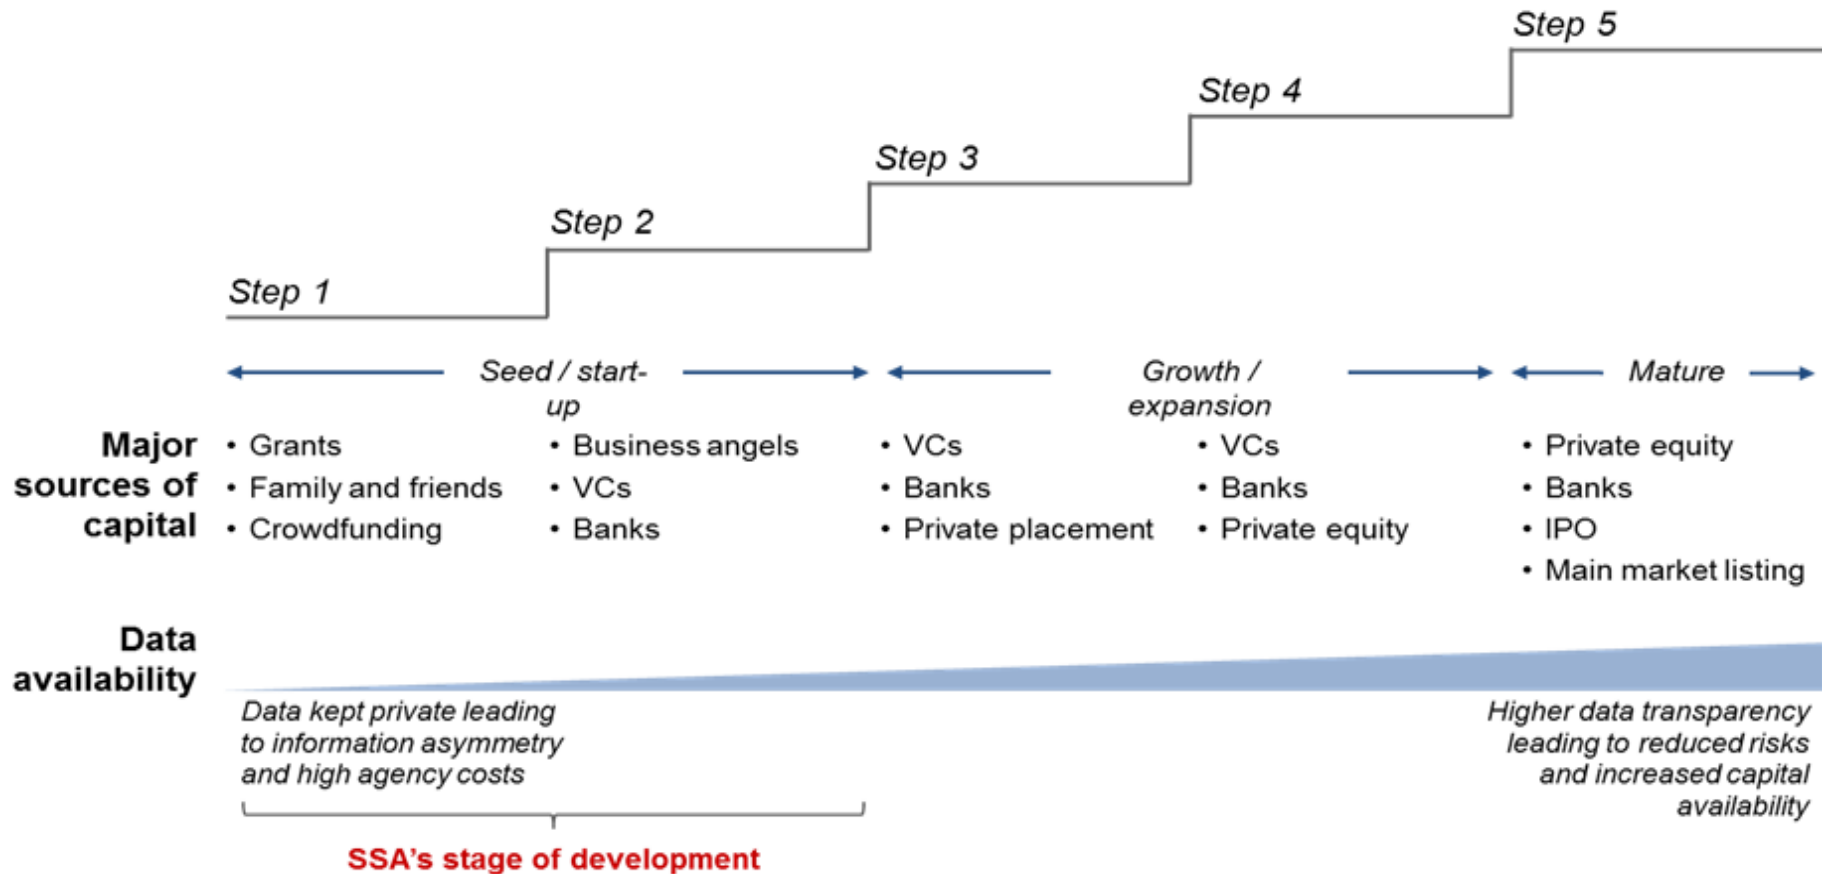 Step 5
Step 4
Step 3
Step 2
Step 1
Seed / start-
up
Growth /
expansion
Mature
Major
sources of
capital
• Grants
• Family and friends
• Crowdfunding
• Business angels
• VCs
• Banks
• VCs
• Banks
• Private placement
• VCs
• Banks
• Private equity
• Private equity
• Banks
• IPO
• Main market listing
Data
availability
Data kept private leading
to information asymmetry
and high agency costs
Higher data transparency
leading to reduced risks
and increased capital
availability
SSA's stage of development